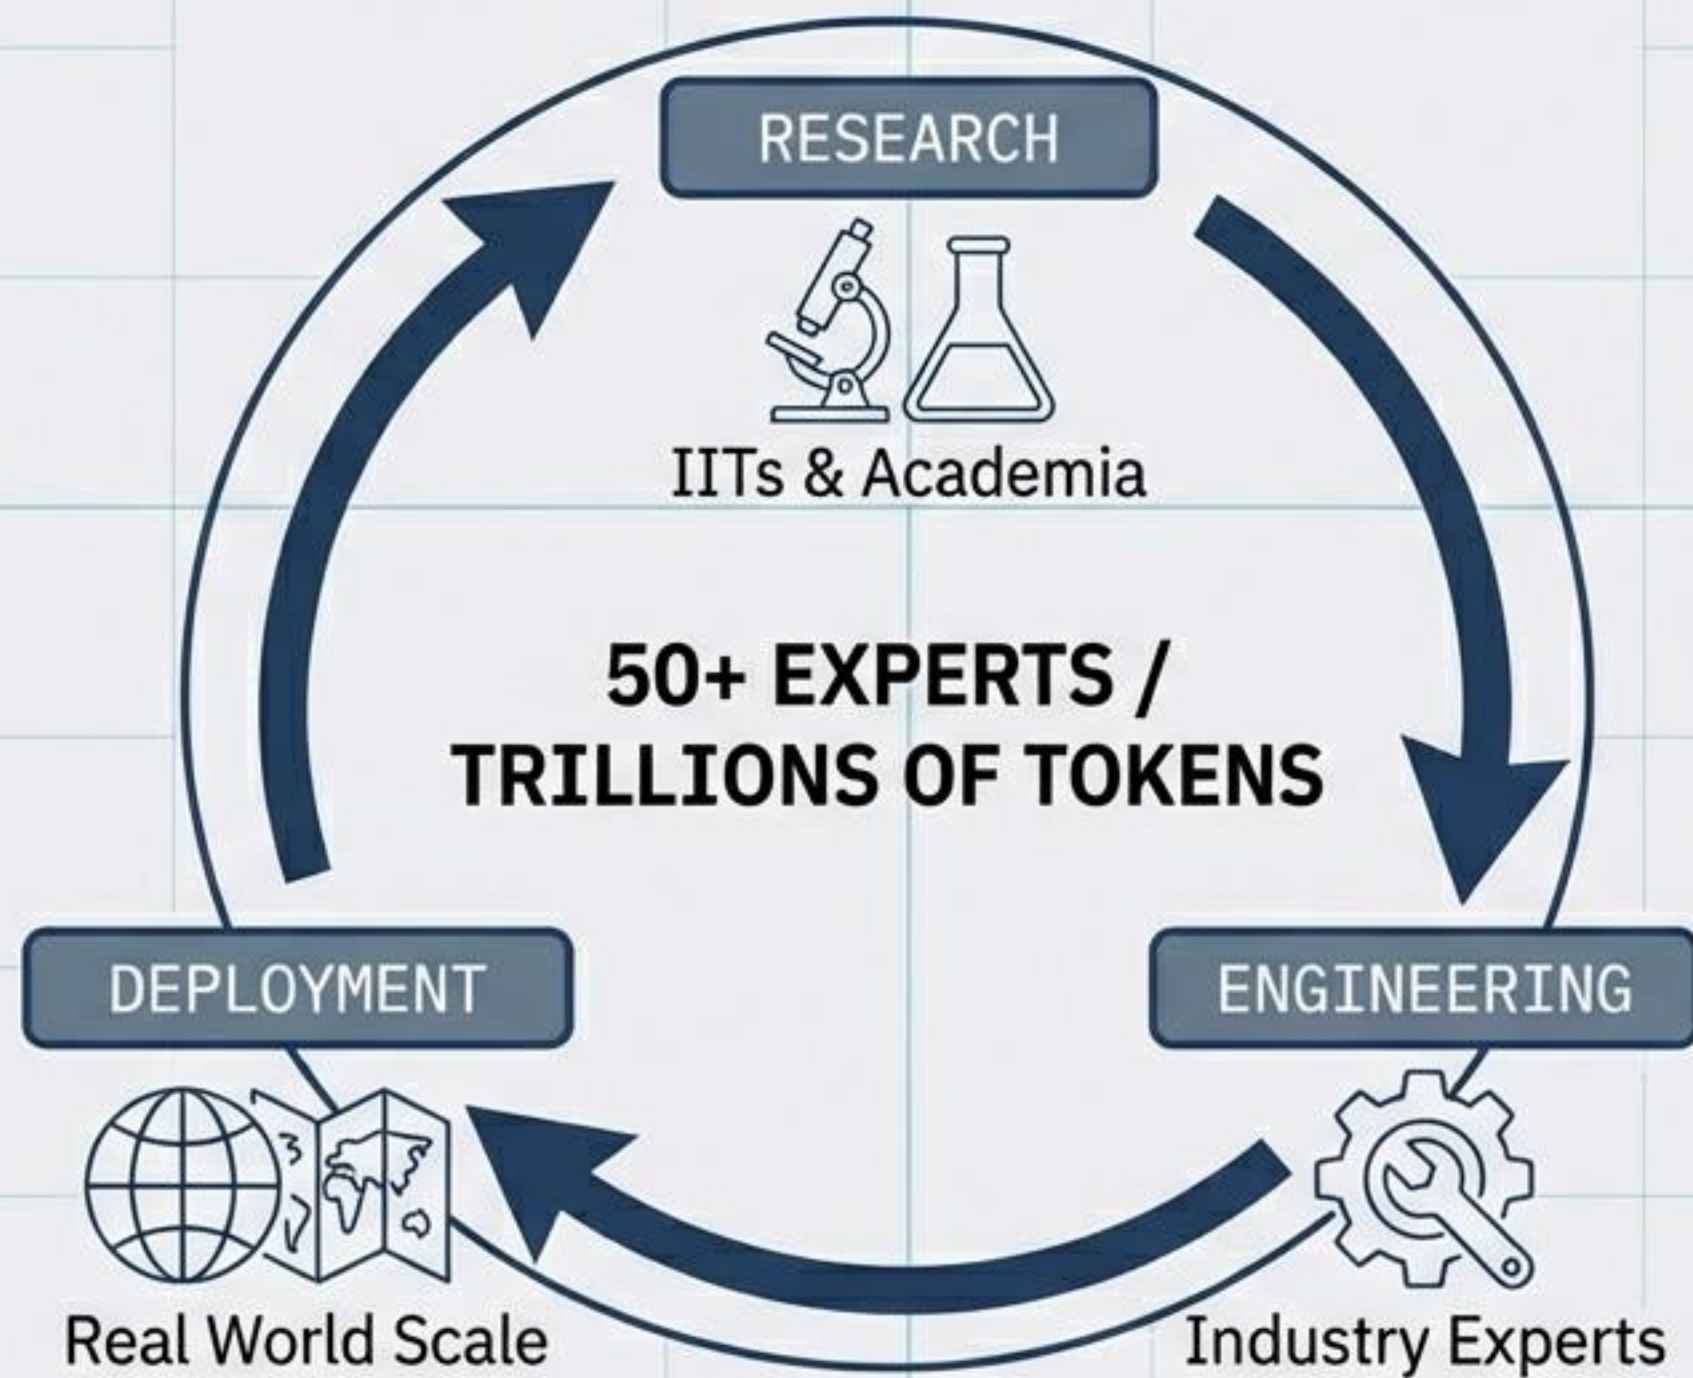 RESEARCH
IITs & Academia
50+ EXPERTS /
TRILLIONS OF TOKENS
DEPLOYMENT
ENGINEERING
Real World Scale
Industry Experts